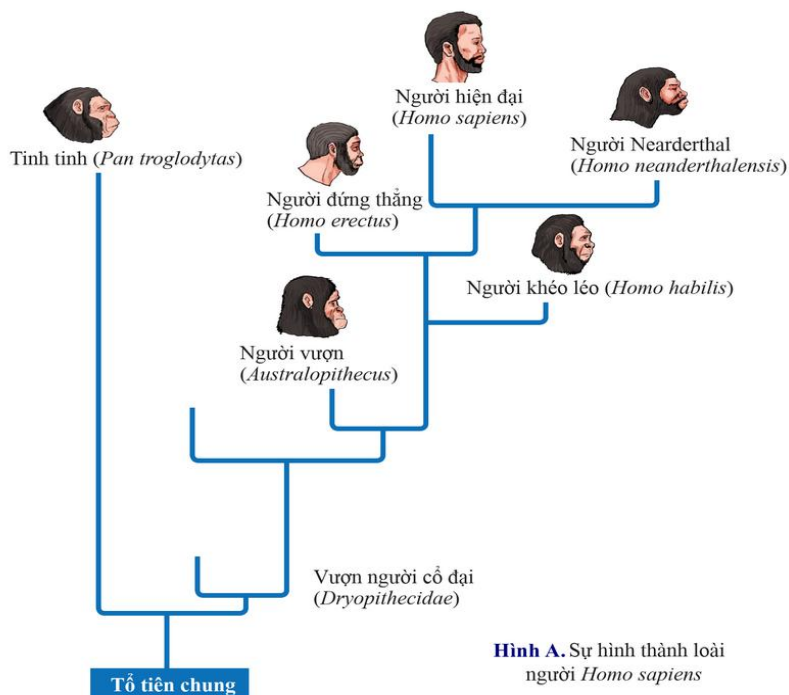 Tinh tinh (Pan troglodytas)
Người hiện đại
(Homo sapiens)
Người Nearderthal
(Homo neanderthalensis)
Người đứng thẳng
(Homo erectus)
Người khéo léo (Homo habilis)
Người vượn
(Australopithecus)
Vượn người cổ đại
(Dryopithecidae)
Tổ tiên chung
Hình A. Sự hình thành loài
người Homo sapiens